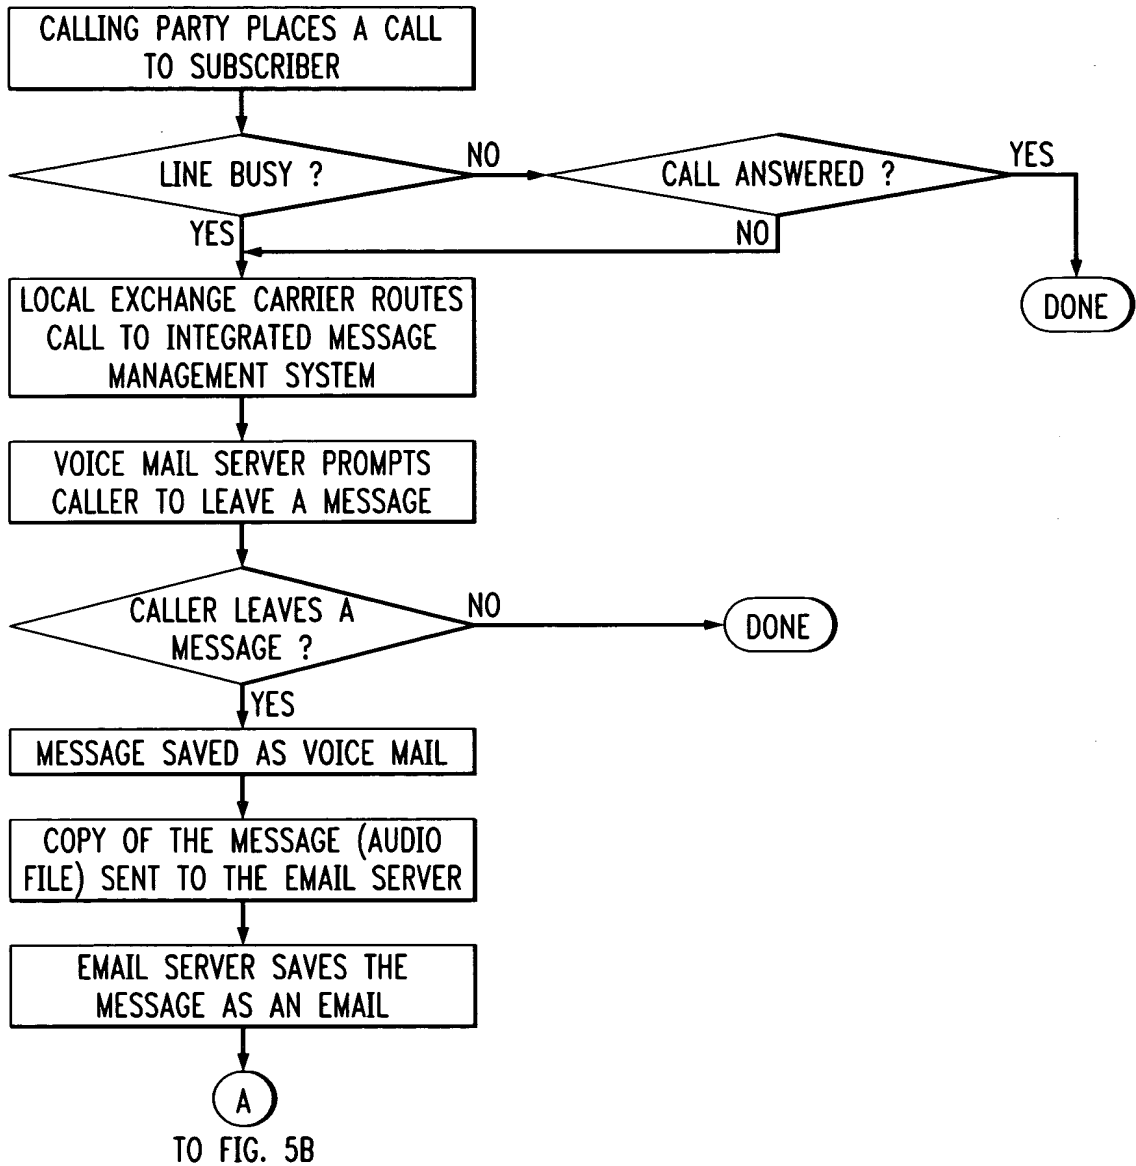 CALLING PARTY PLACES A CALL
TO SUBSCRIBER
LINE BUSY ?
NO
CALL ANSWERED ?
YES
YES
NO
LOCAL EXCHANGE CARRIER ROUTES
CALL TO INTEGRATED MESSAGE
MANAGEMENT SYSTEM
DONE
VOICE MAIL SERVER PROMPTS
CALLER TO LEAVE A MESSAGE
CALLER LEAVES A
MESSAGE ?
NO
DONE
YES
MESSAGE SAVED AS VOICE MAIL
COPY OF THE MESSAGE (AUDIO
FILE) SENT TO THE EMAIL SERVER
EMAIL SERVER SAVES THE
MESSAGE AS AN EMAIL
A
TO FIG. 5B